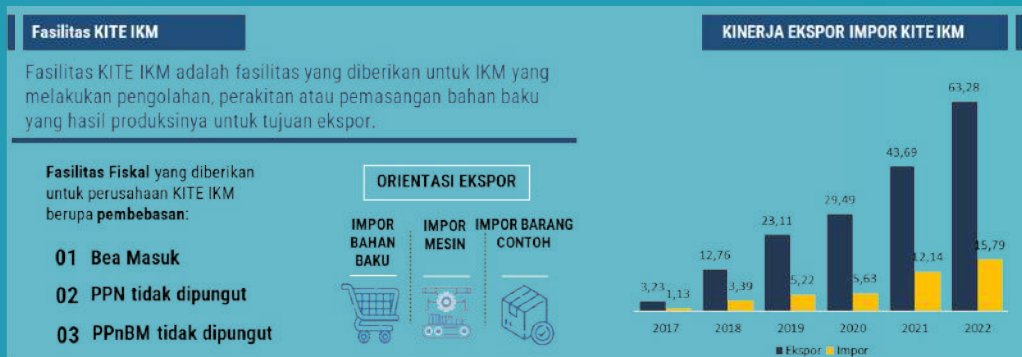 Fasilitas KITE IKM
Fasilitas KITE IKM adalah fasilitas yang diberikan untuk IKM yang
melakukan pengolahan, perakitan atau pemasangan bahan baku
yang hasil produksinya untuk tujuan ekspor.
Fasilitas Fiskal yang diberikan
untuk perusahaan KITE IKM
berupa pembebasan:
01 Bea Masuk
02 PPN tidak dipungut
03 PPnBM tidak dipungut
ORIENTASI EKSPOR
IMPOR
BAHAN
BAKU
IMPOR
MESIN
IMPOR BARANG
CONTOH
KINERJA EKSPOR IMPOR KITE IKM
63,28
43,69
29,49
23,11
15,79
12,76
12,14
5,22
5,63
3,23
1,13
3,39
2017 2018 2019 2020 2021 2022
Ekspor Impor